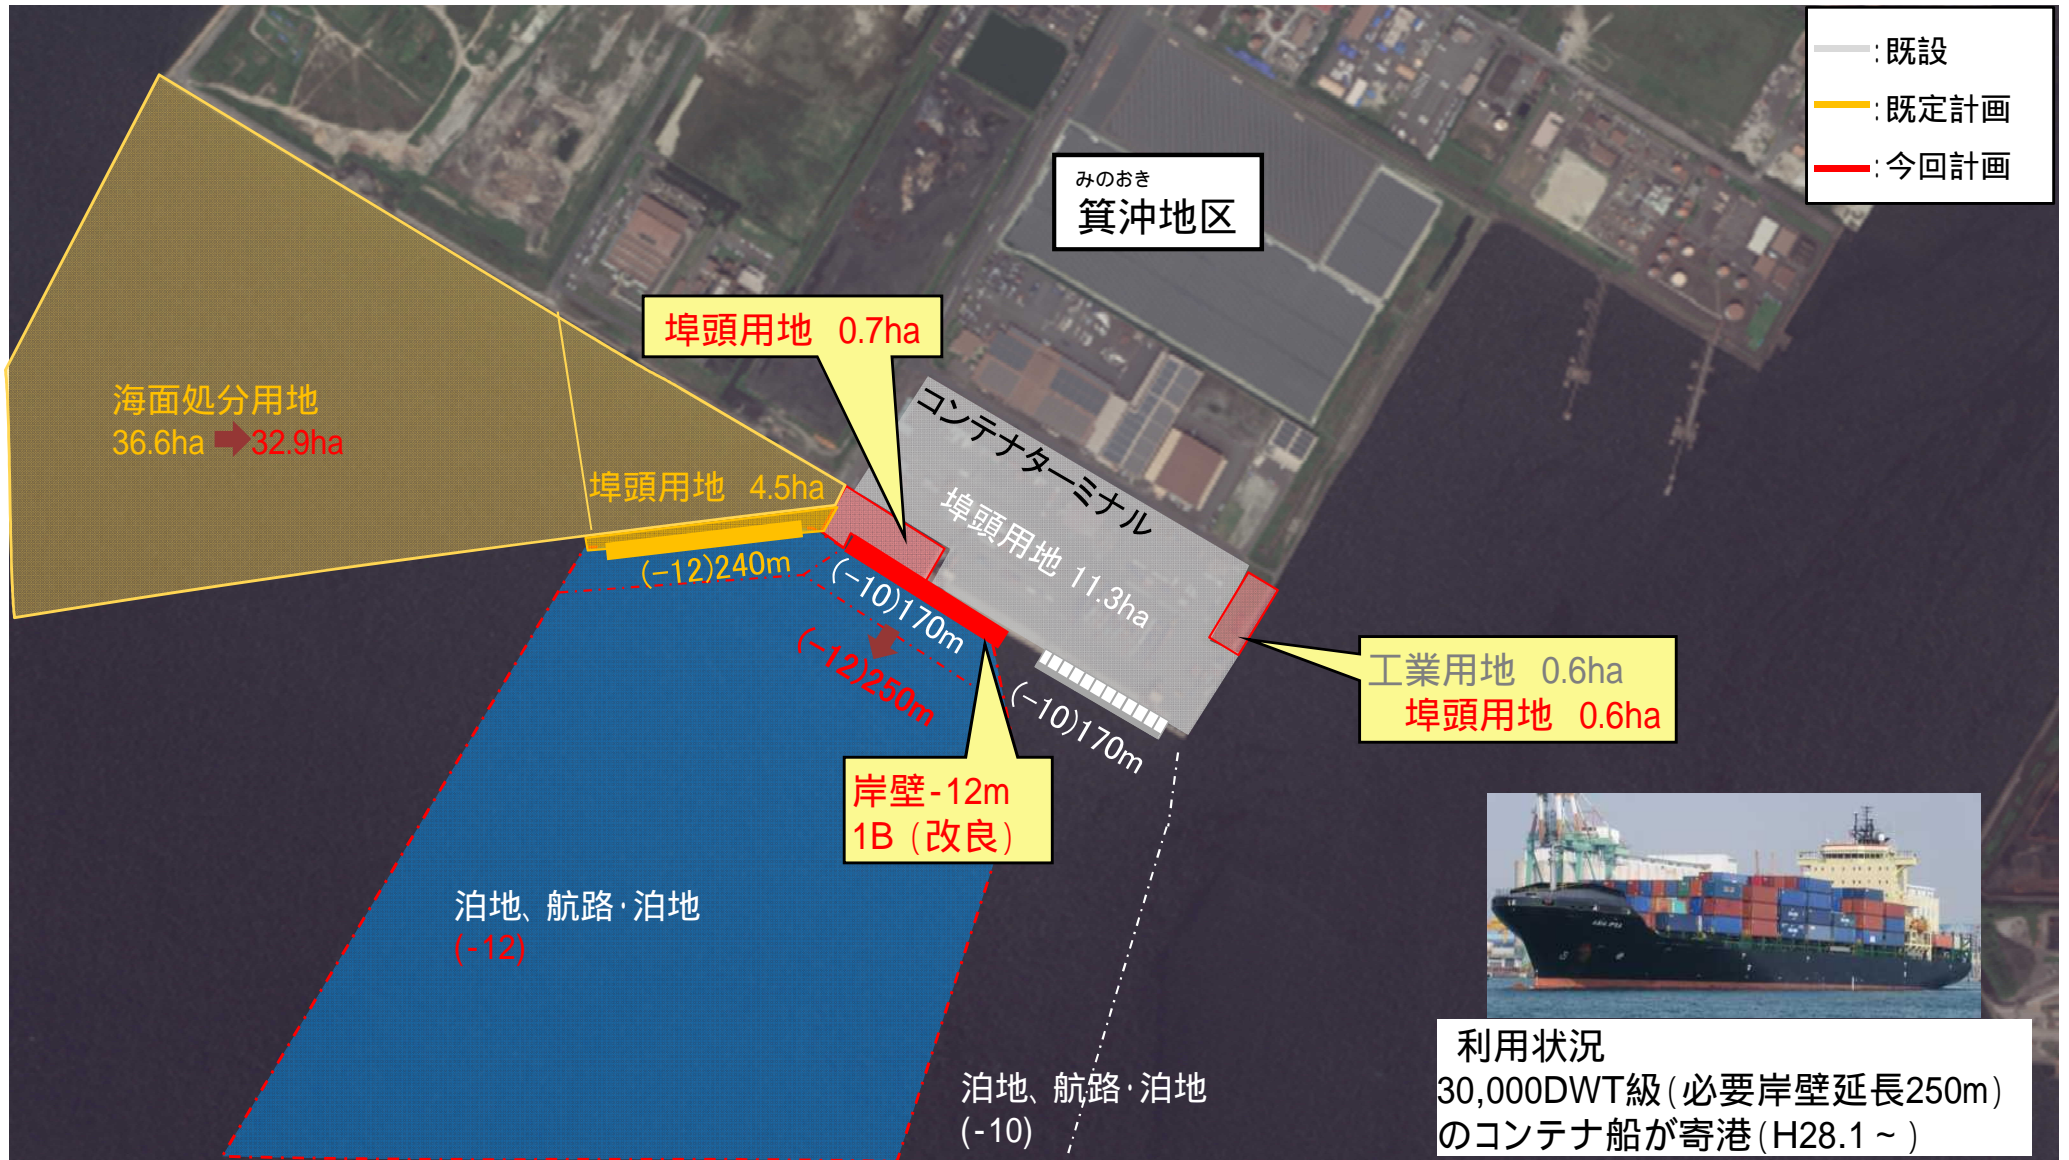 : 既設
: 既定計画
: 今回計画
みのおき
箕沖地区
埠頭用地 0.7ha
海面処分用地
36.6ha 32.9ha
埠頭用地 4.5ha
(-12)240m
コンテナターミナル
埠頭用地 11.3ha
(-10)170m
(-12)250m
(-10)170m
工業用地 0.6ha
埠頭用地 0.6ha
岸壁-12m
1B (改良)
泊地、航路・泊地
(-12)
泊地、航路・泊地
(-10)
利用状況
30,000DWT級(必要岸壁延長250m)
のコンテナ船が寄港(H28.1~ )